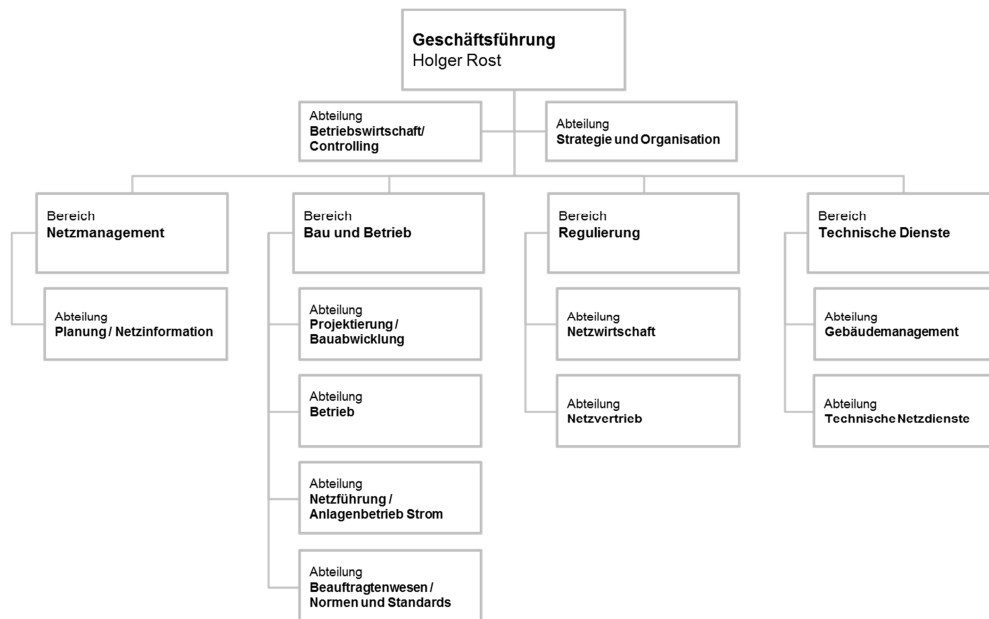 Geschäftsführung
Holger Rost
Abteilung
Betriebswirtschaft/
Controlling
Abteilung
Strategie und Organisation
Bereich
Netzmanagement
Abteilung
Planung / Netzinformation
Bereich
Bau und Betrieb
Abteilung
Projektierung /
Bauabwicklung
Abteilung
Betrieb
Abteilung
Netzführung /
Anlagenbetrieb Strom
Abteilung
Beauftragtenwesen /
Normen und Standards
Bereich
Regulierung
Abteilung
Netzwirtschaft
Abteilung
Netzvertrieb
Bereich
Technische Dienste
Abteilung
Gebäudemanagement
Abteilung
Technische Netzdienste